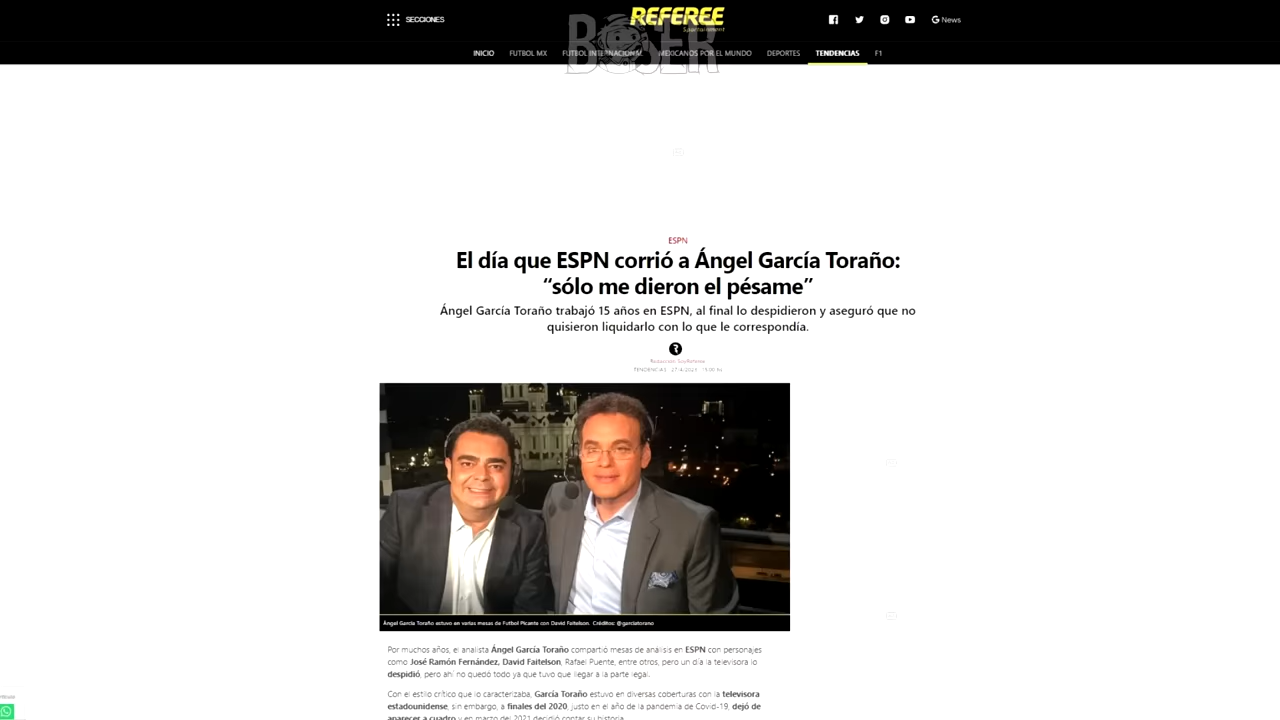 SECCIONES
REFEREE
Sportainment
News
BOSER
INICIO FUTBOL MX FUTBOL INTERNACIONAL MEXICANOS POR EL MUNDO DEPORTES TENDENCIAS F1
ESPN
El día que ESPN corrió a Ángel García Toraño:
“sólo me dieron el pésame”
Ángel García Toraño trabajó 15 años en ESPN, al final lo despidieron y aseguró que no
quisieron liquidarlo con lo que le correspondía.
Redacción SoyReferee
TENDENCIAS
Ángel García Toraño estuvo en varias mesas de Futbol Picante con David Faitelson. Créditos: @garciatorano
Por muchos años, el analista Ángel García Toraño compartió mesas de análisis en ESPN con personajes
como José Ramón Fernández, David Faitelson, Rafael Puente, entre otros, pero un día la televisora lo
despidió, pero ahí no quedó todo ya que tuvo que llegar a la parte legal.
Con el estilo crítico que lo caracterizaba, García Toraño estuvo en diversas coberturas con la televisora
estadounidense, sin embargo, a finales del 2020, justo en el año de la pandemia de Covid-19, dejó de
aparecer a cuadro y en marzo del 2021 decidió contar su historia.